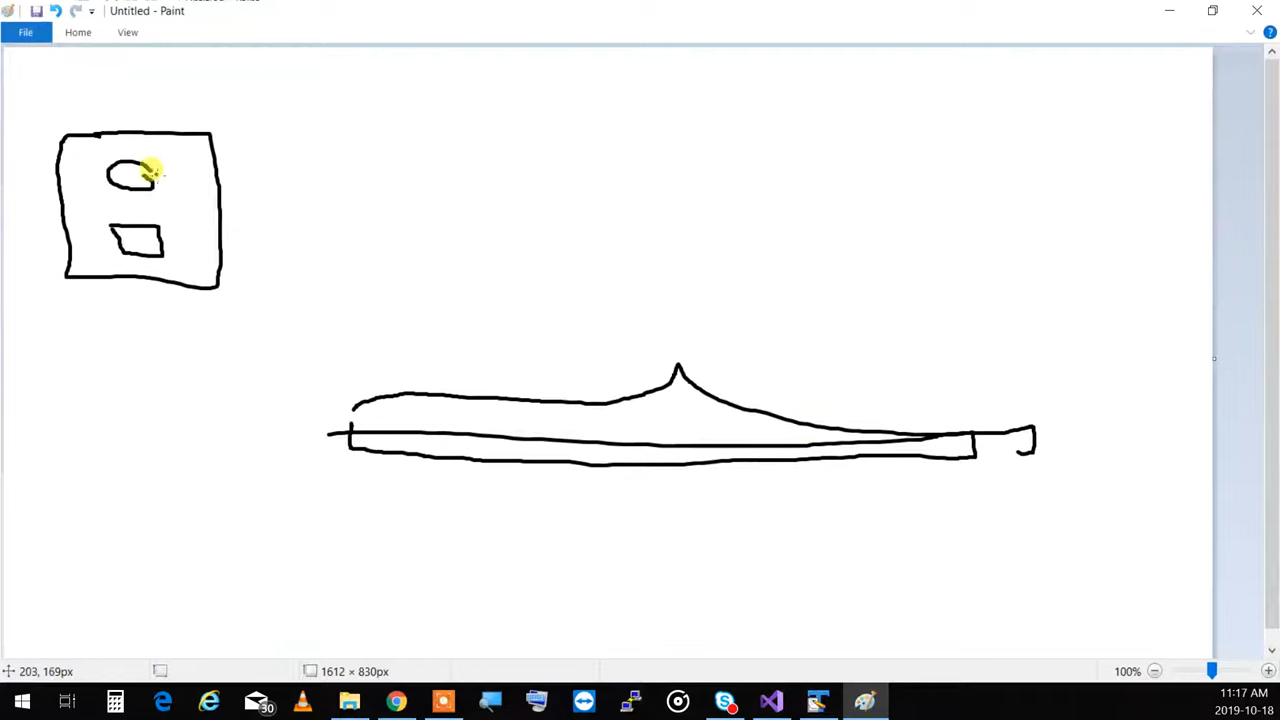 Untitled - Paint
File Home View
203, 169px
1612 × 830px
100%
30
11:17 AM
2019-10-18